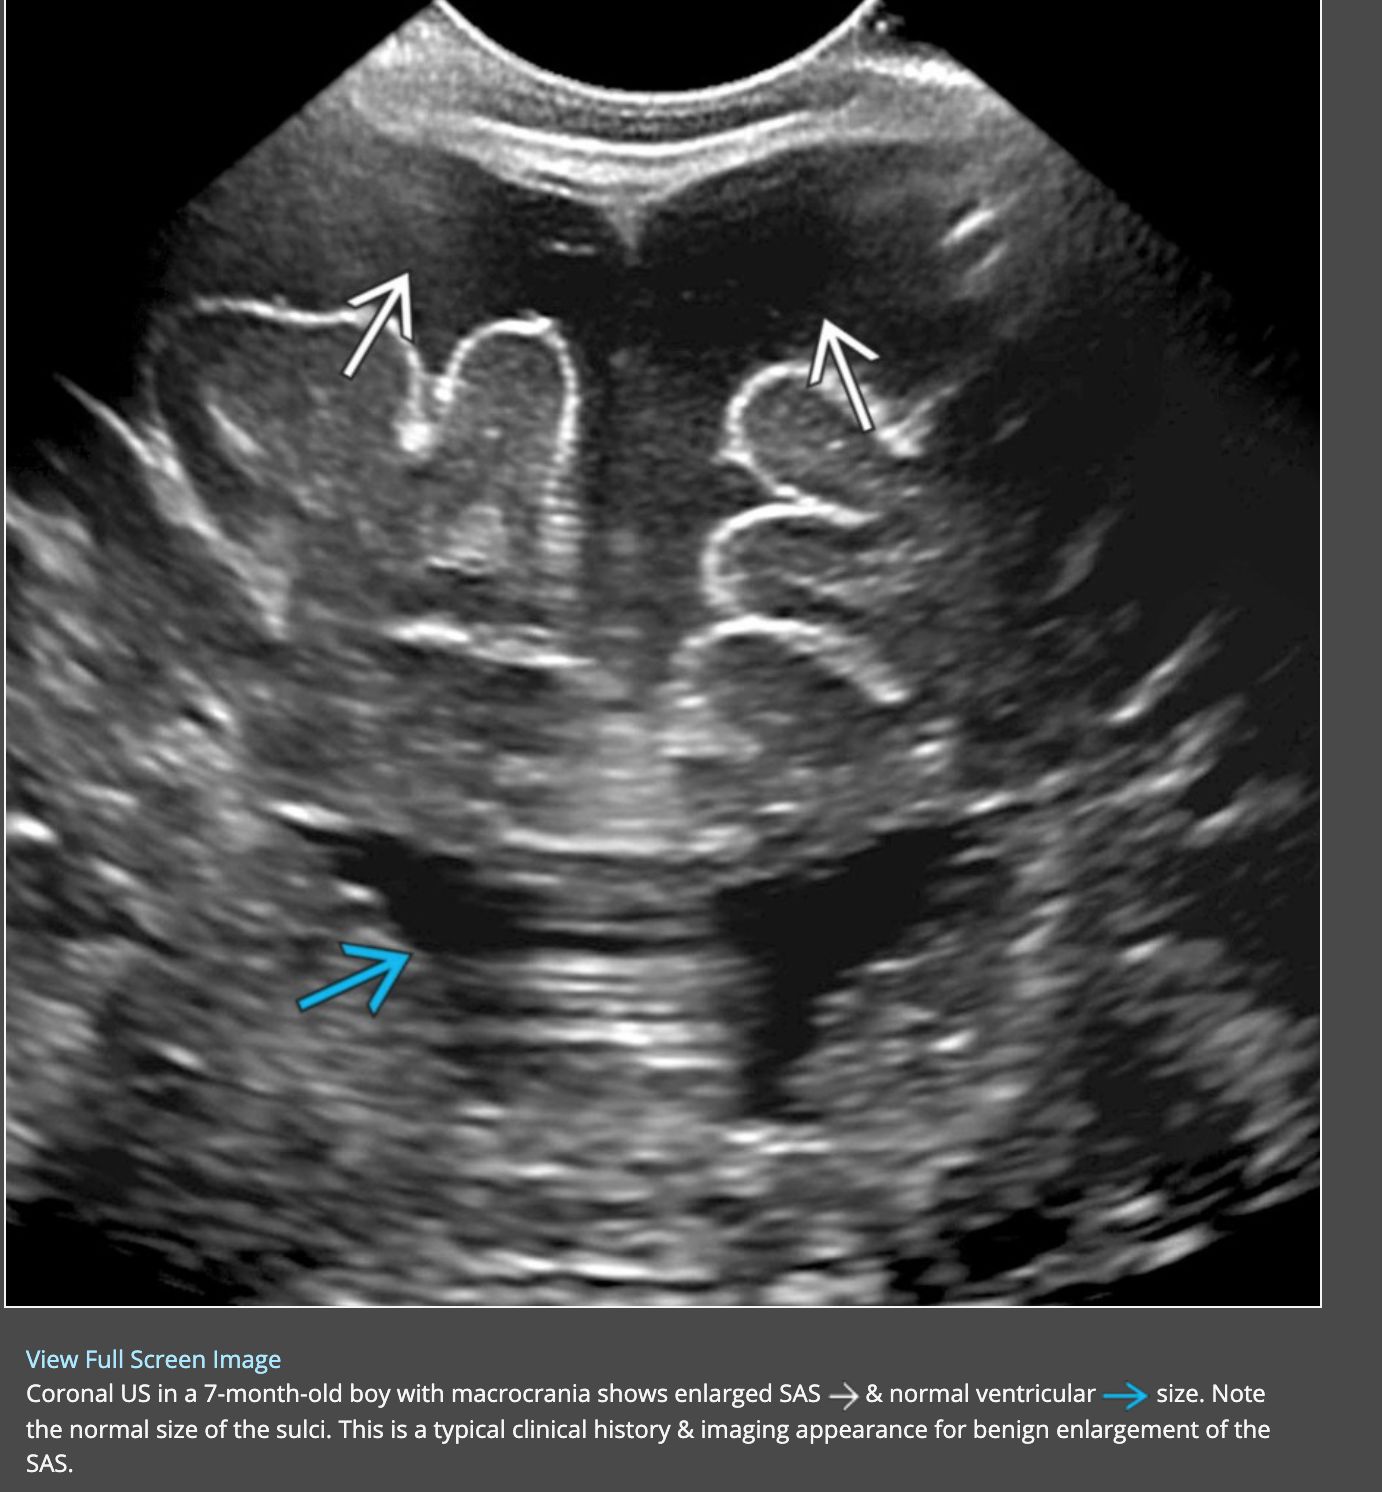 View Full Screen Image
Coronal US in a 7-month-old boy with macrocrania shows enlarged SAS → & normal ventricular → size. Note
the normal size of the sulci. This is a typical clinical history & imaging appearance for benign enlargement of the
SAS.